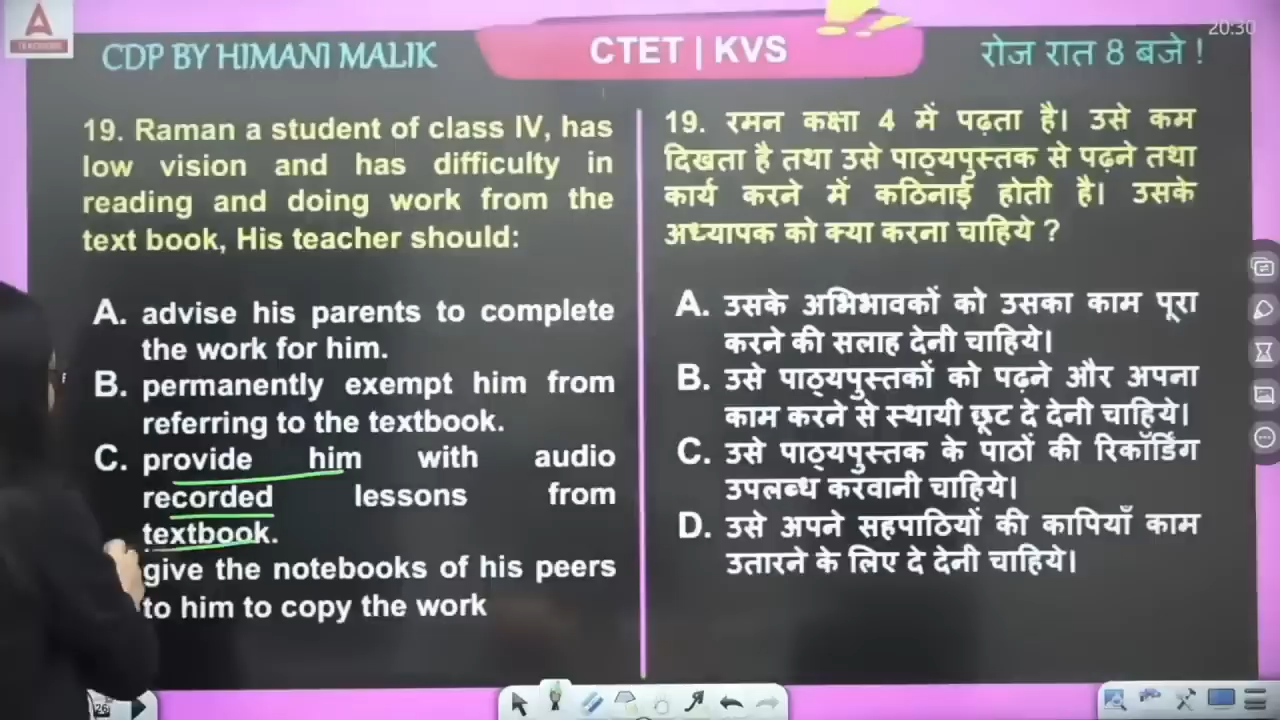 A
TEACHERS
CDP BY HIMANI MALIK
CTET | KVS
रोज रात 8 बजे !
20:30
19. Raman a student of class IV, has
low vision and has difficulty in
reading and doing work from the
text book, His teacher should:
A. advise his parents to complete
the work for him.
B. permanently exempt him from
referring to the textbook.
C. provide him with audio
recorded lessons from
textbook.
give the notebooks of his peers
to him to copy the work
19. रमन कक्षा 4 में पढ़ता है। उसे कम
दिखता है तथा उसे पाठ्यपुस्तक से पढ़ने तथा
कार्य करने में कठिनाई होती है। उसके
अध्यापक को क्या करना चाहिये ?
A. उसके अभिभावकों को उसका काम पूरा
करने की सलाह देनी चाहिये।
B. उसे पाठ्यपुस्तकों को पढ़ने और अपना
काम करने से स्थायी छूट दे देनी चाहिये।
C. उसे पाठ्यपुस्तक के पाठों की रिकॉर्डिंग
उपलब्ध करवानी चाहिये।
D. उसे अपने सहपाठियों की कापियाँ काम
उतारने के लिए दे देनी चाहिये।
26